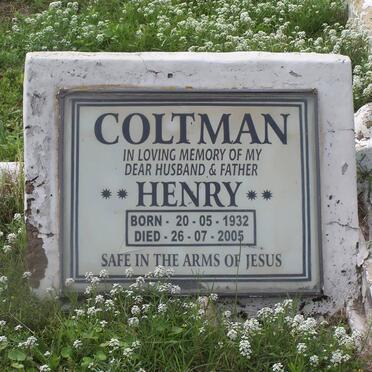 COLTMAN
IN LOVING MEMORY OF MY
DEAR HUSBAND & FATHER
** HENRY **
BORN - 20 - 05 - 1932
DIED - 26 - 07 - 2005
SAFE IN THE ARMS OF JESUS